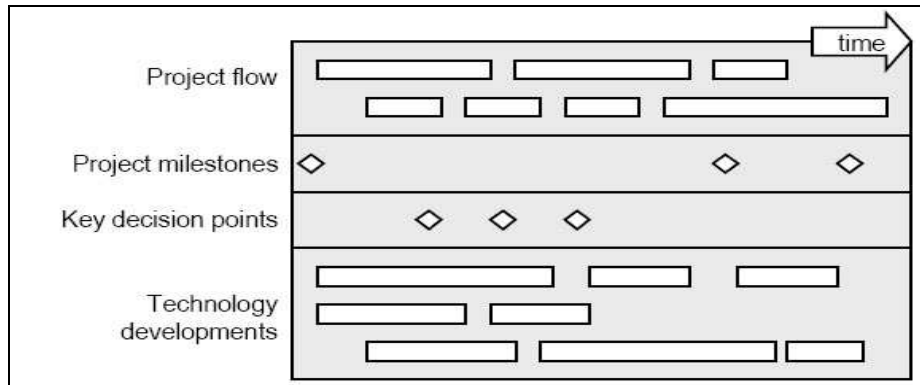 time
Project flow
Project milestones
Key decision points
Technology
developments